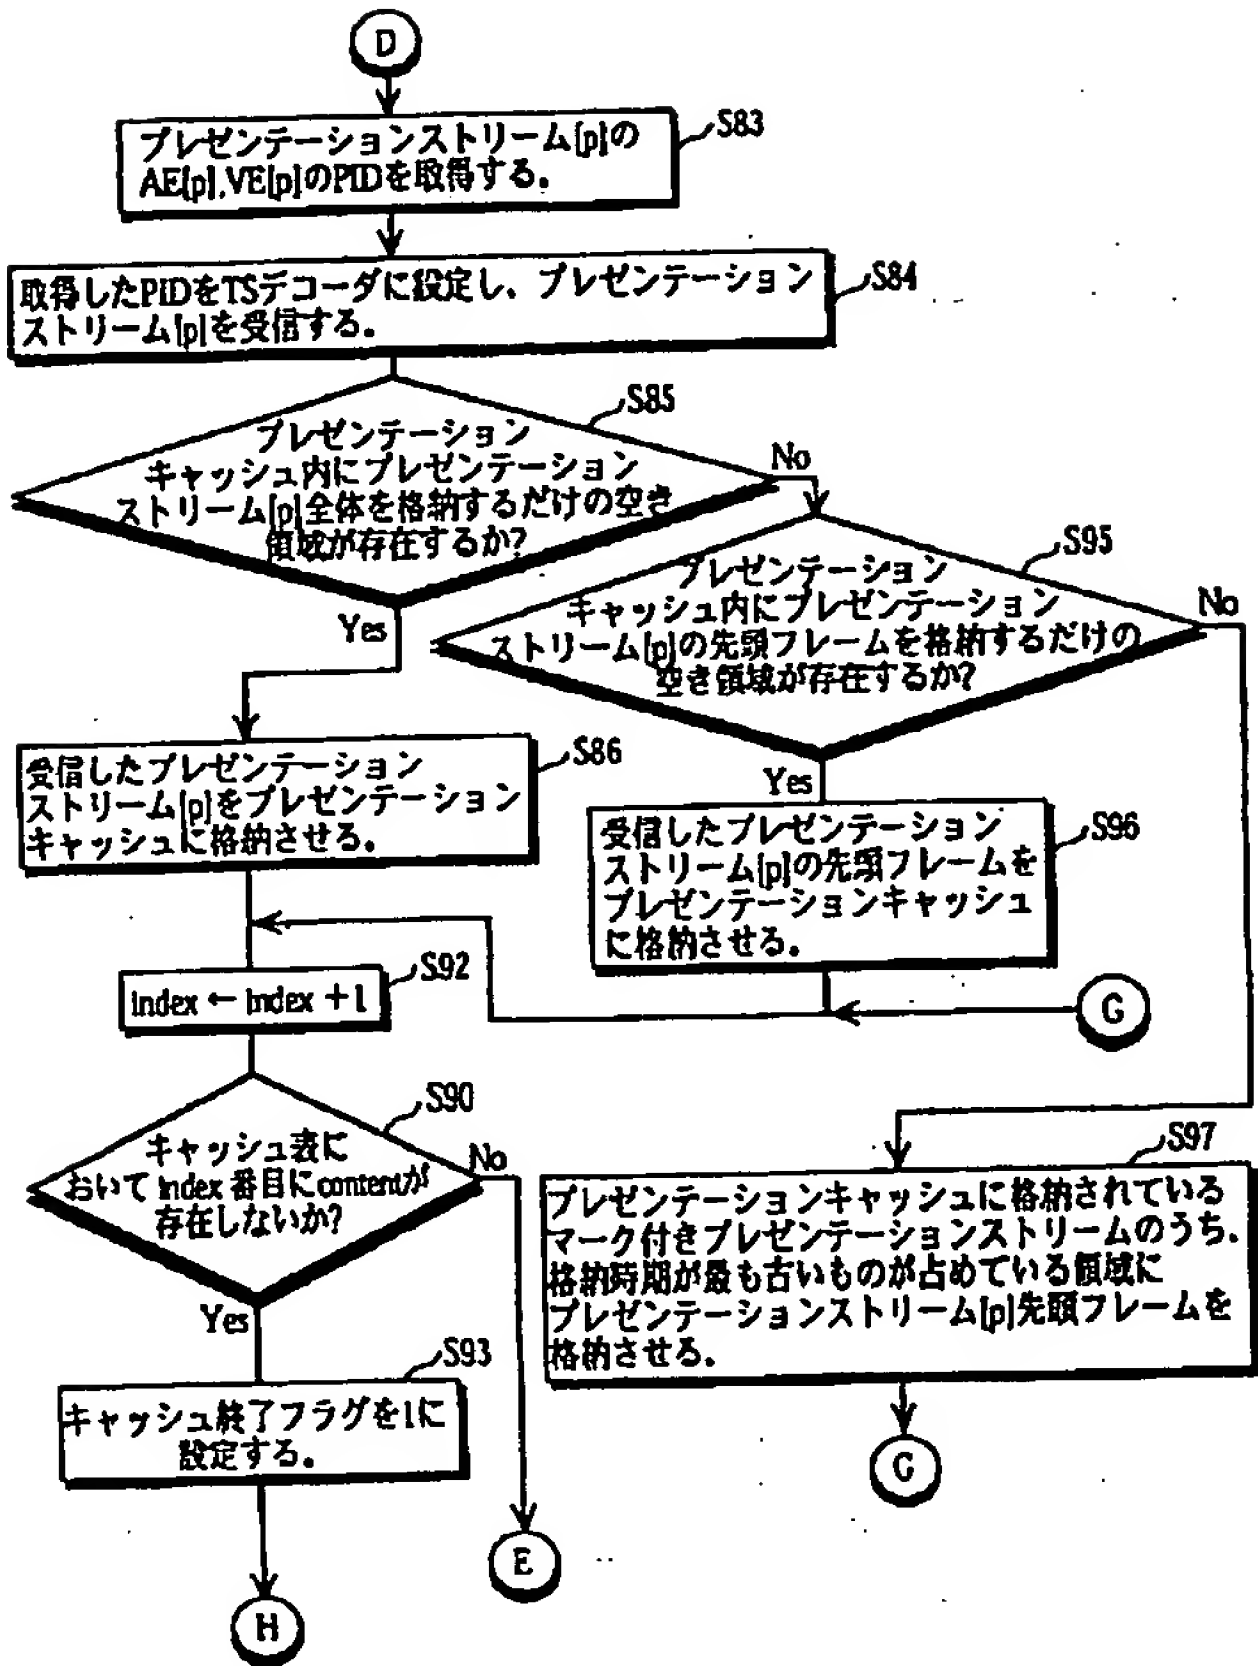 D
S83
プレゼンテーションストリーム[p]の
AE[p],VE[p]のPIDを取得する。
S84
取得したPIDをTSデコーダに設定し、プレゼンテーション
ストリーム[p]を受信する。
S85
プレゼンテーション
キャッシュ内にプレゼンテーション
ストリーム[p]全体を格納するだけの空き
領域が存在するか?
No
Yes
S95
プレゼンテーション
キャッシュ内にプレゼンテーション
ストリーム[p]の先頭フレームを格納するだけの
空き領域が存在するか?
No
Yes
S86
受信したプレゼンテーション
ストリーム[p]をプレゼンテーション
キャッシュに格納させる。
S96
受信したプレゼンテーション
ストリーム[p]の先頭フレームを
プレゼンテーションキャッシュ
に格納させる。
G
S92
index ← index +1
S90
キャッシュ表に
おいて index 番目にcontentが
存在しないか?
No
Yes
S97
プレゼンテーションキャッシュに格納されている
マーク付きプレゼンテーションストリームのうち、
格納時期が最も古いものが占めている領域に
プレゼンテーションストリーム[p]先頭フレームを
格納させる。
G
S93
キャッシュ終了フラグを1に
設定する。
E
H